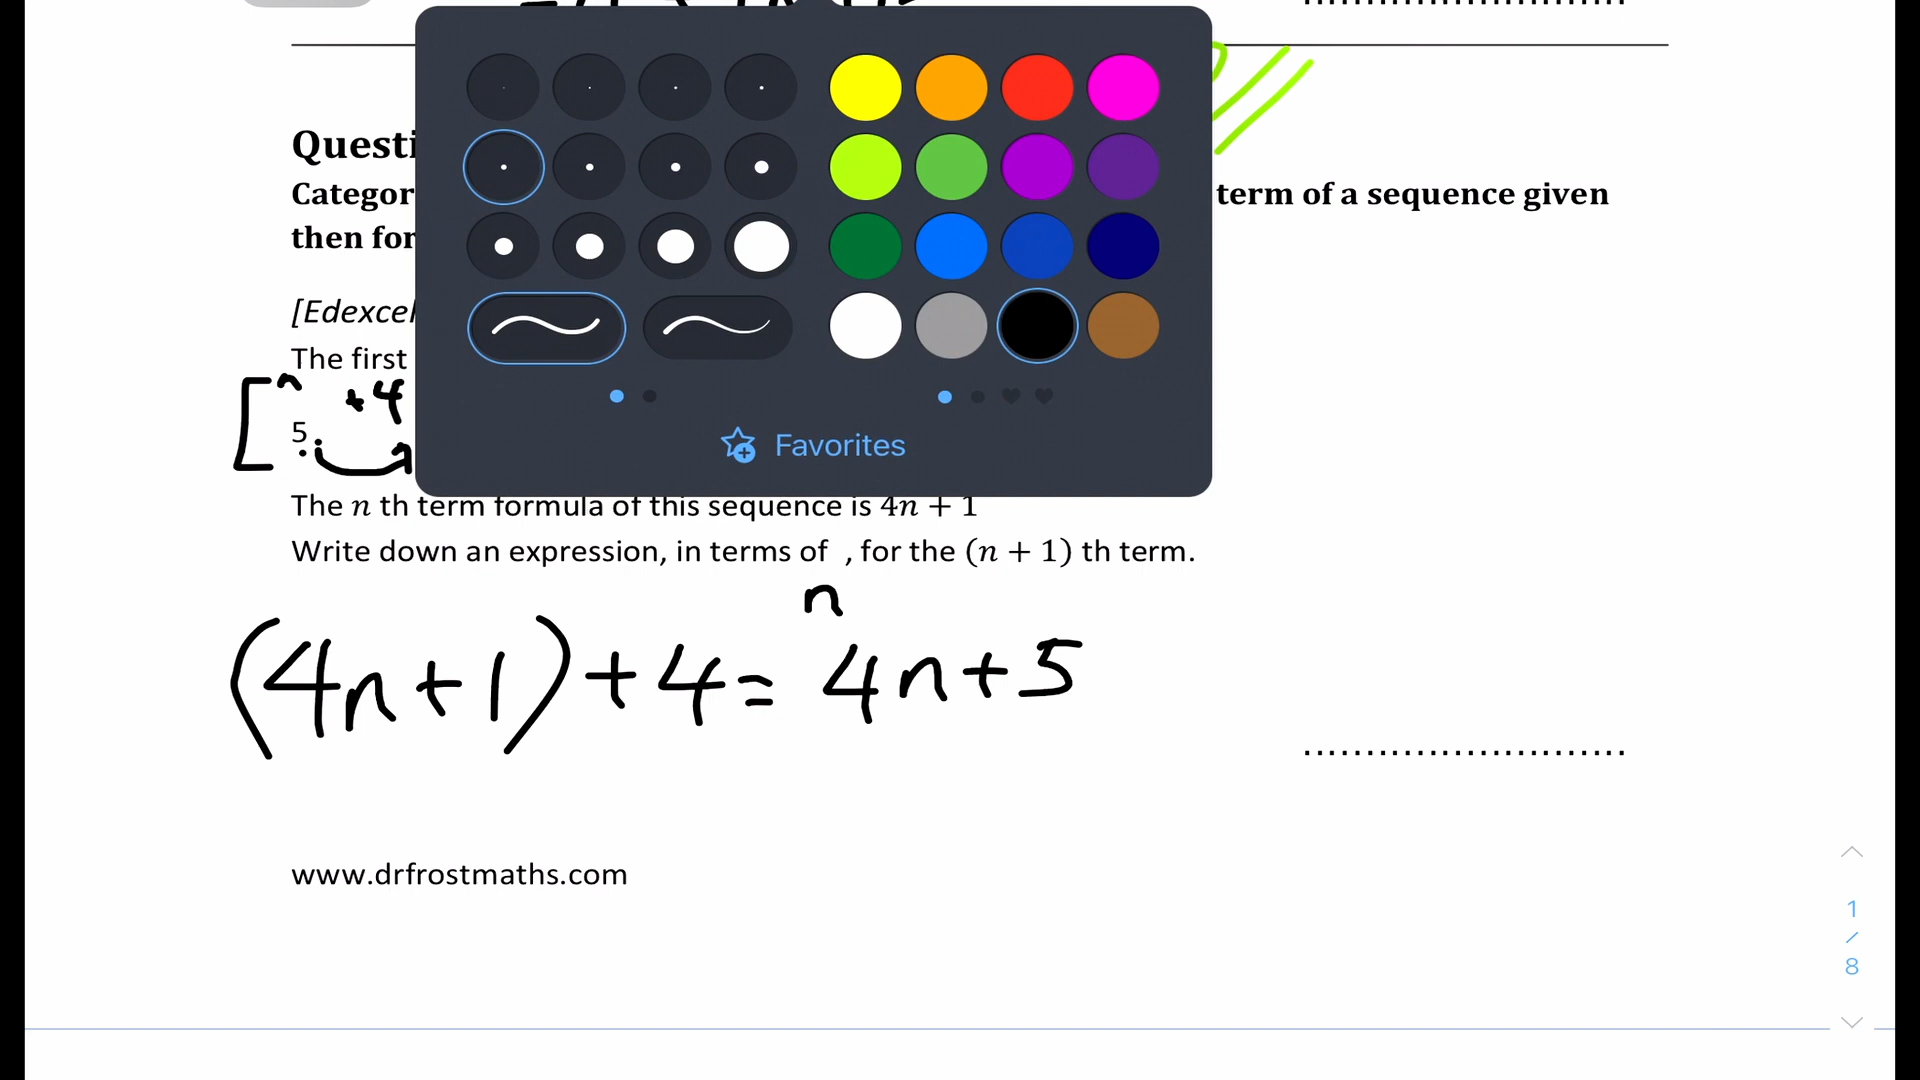 Questi
Categor term of a sequence given
then for
[Edexcel
The first
n +4
5
Favorites
The n th term formula of this sequence is 4n + 1
Write down an expression, in terms of , for the (n + 1) th term.
n
(4n+1)+4=4n+5
..........................
www.drfrostmaths.com
1
/
8